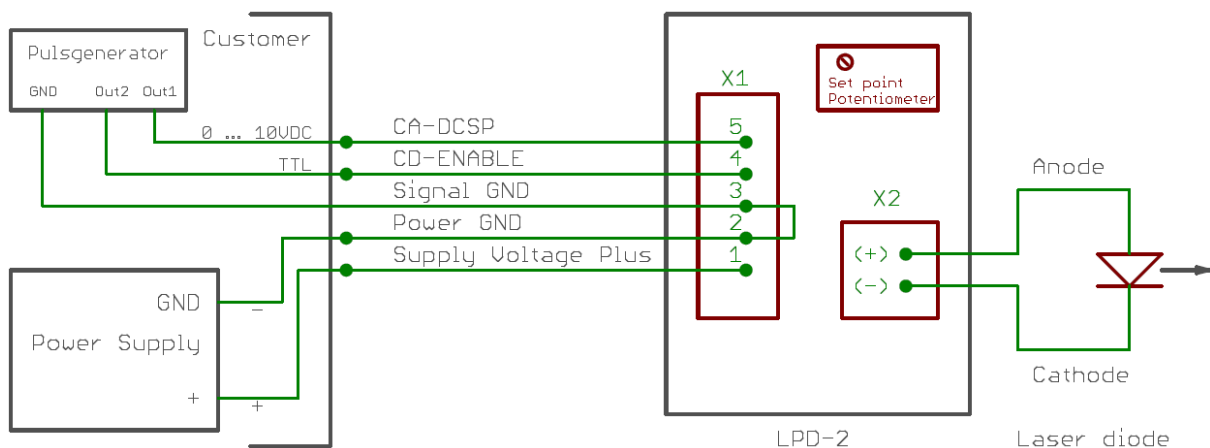 Pulsgenerator
GND Out2 Out1
Customer
0 ... 10VDC
TTL
CA-DCSP
CD-ENABLE
Signal GND
Power GND
Supply Voltage Plus
GND
-
Power Supply
+
+
X1
5
4
3
2
1
Set point
Potentiometer
X2
(+)
(-)
LPD-2
Anode
Cathode
Laser diode